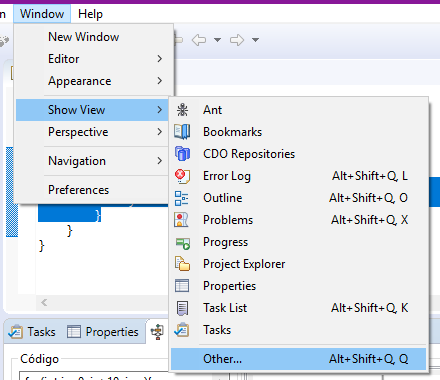 Window Help
New Window
Editor
Appearance
Show View
Perspective
Navigation
Preferences
Ant
Bookmarks
CDO Repositories
Error Log Alt+Shift+Q, L
Outline Alt+Shift+Q, O
Problems Alt+Shift+Q, X
Progress
Project Explorer
Properties
Task List Alt+Shift+Q, K
Tasks
Other... Alt+Shift+Q, Q
}
}
}
Tasks Properties
Código